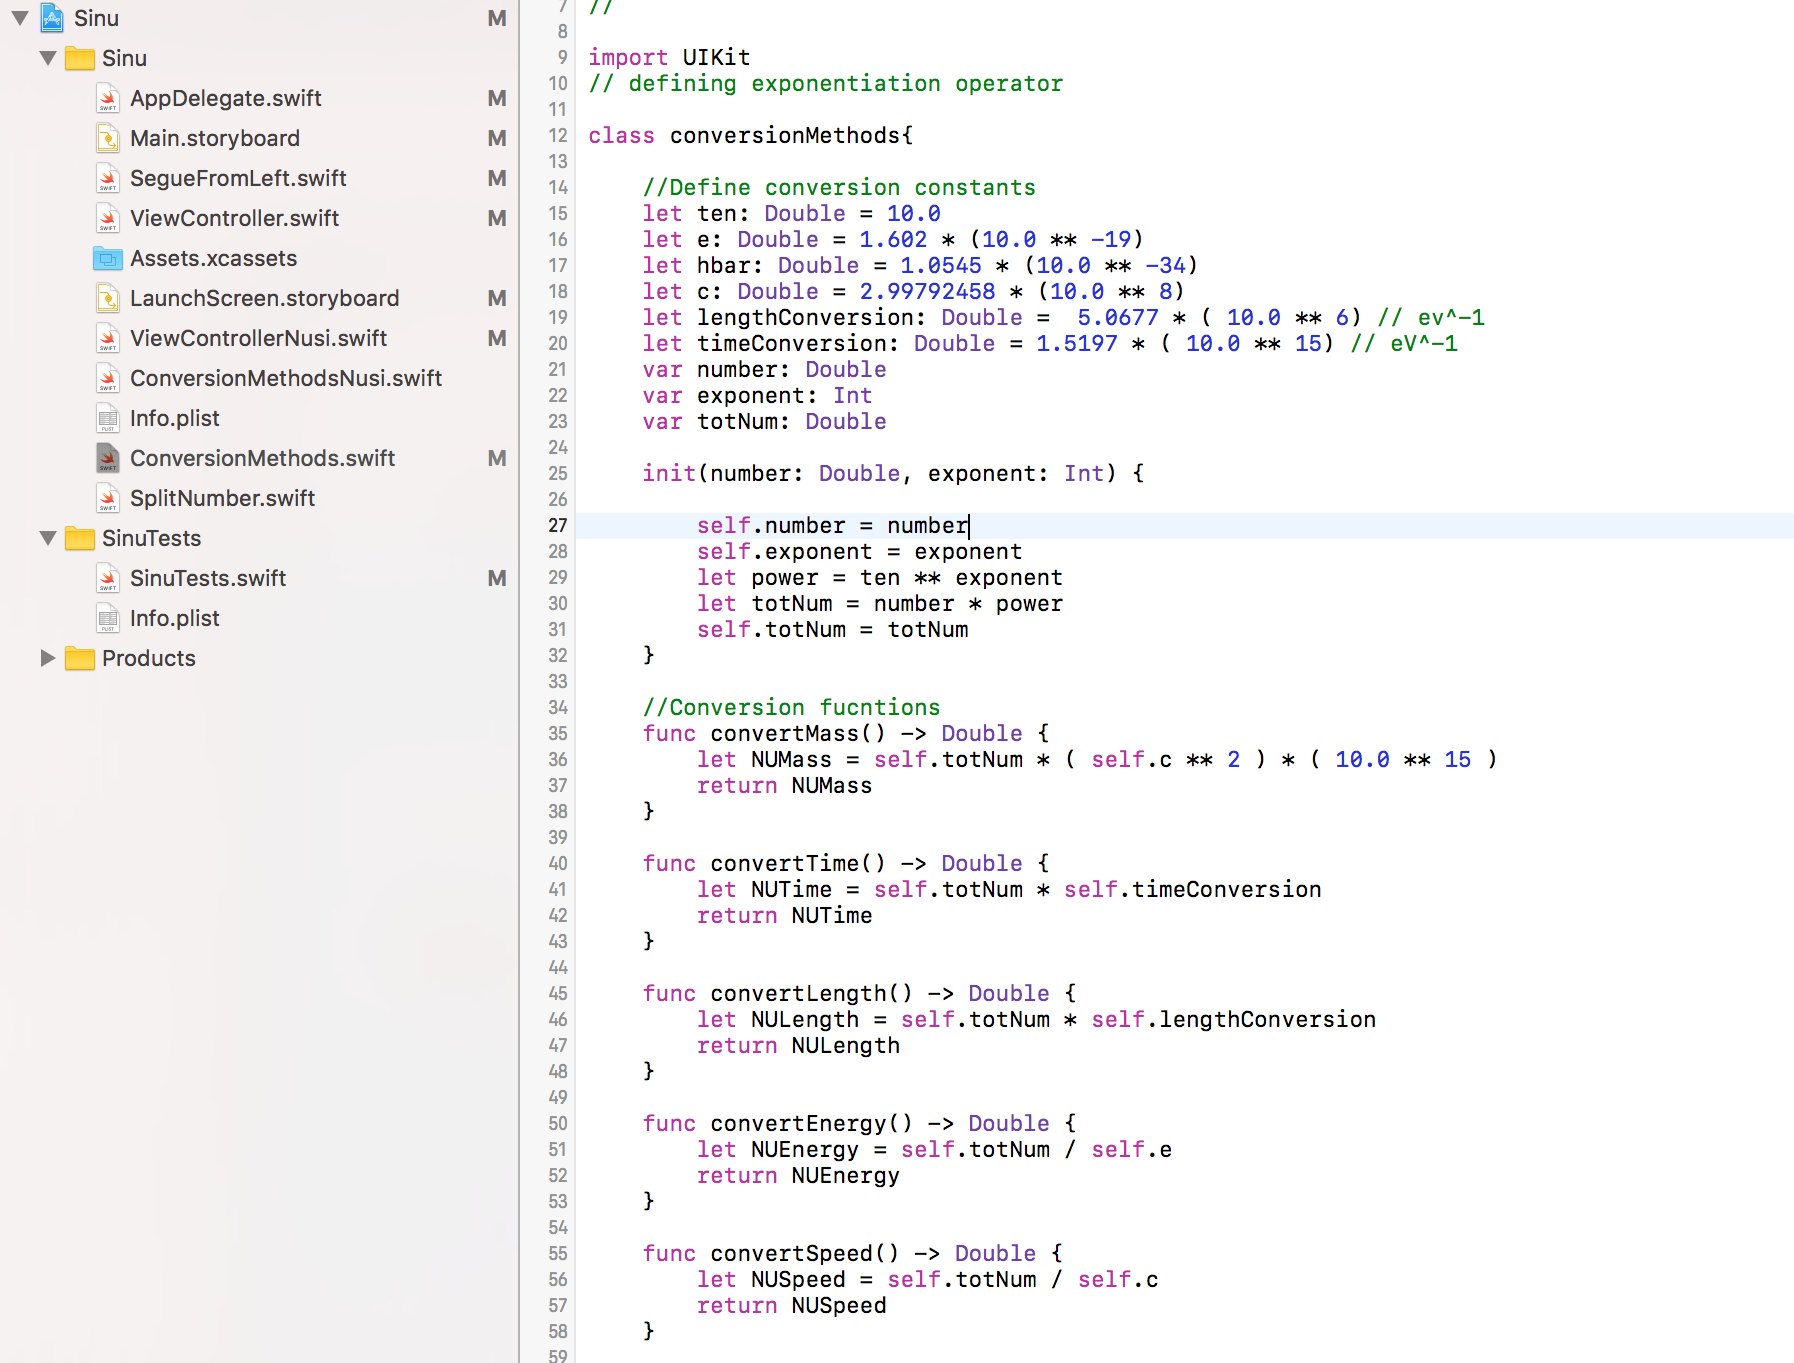 Sinu M
Sinu
AppDelegate.swift M
Main.storyboard M
SegueFromLeft.swift M
ViewController.swift M
Assets.xcassets
LaunchScreen.storyboard M
ViewControllerNusi.swift M
ConversionMethodsNusi.swift
Info.plist
ConversionMethods.swift M
SplitNumber.swift
SinuTests
SinuTests.swift M
Info.plist
Products
7 //
8
9 import UIKit
10 // defining exponentiation operator
11
12 class conversionMethods{
13
14     //Define conversion constants
15     let ten: Double = 10.0
16     let e: Double = 1.602 * (10.0 ** -19)
17     let hbar: Double = 1.0545 * (10.0 ** -34)
18     let c: Double = 2.99792458 * (10.0 ** 8)
19     let lengthConversion: Double =  5.0677 * ( 10.0 ** 6) // ev^-1
20     let timeConversion: Double = 1.5197 * ( 10.0 ** 15) // eV^-1
21     var number: Double
22     var exponent: Int
23     var totNum: Double
24
25     init(number: Double, exponent: Int) {
26
27         self.number = number
28         self.exponent = exponent
29         let power = ten ** exponent
30         let totNum = number * power
31         self.totNum = totNum
32     }
33
34     //Conversion fucntions
35     func convertMass() -> Double {
36         let NUMass = self.totNum * ( self.c ** 2 ) * ( 10.0 ** 15 )
37         return NUMass
38     }
39
40     func convertTime() -> Double {
41         let NUTime = self.totNum * self.timeConversion
42         return NUTime
43     }
44
45     func convertLength() -> Double {
46         let NULength = self.totNum * self.lengthConversion
47         return NULength
48     }
49
50     func convertEnergy() -> Double {
51         let NUEnergy = self.totNum / self.e
52         return NUEnergy
53     }
54
55     func convertSpeed() -> Double {
56         let NUSpeed = self.totNum / self.c
57         return NUSpeed
58     }
59